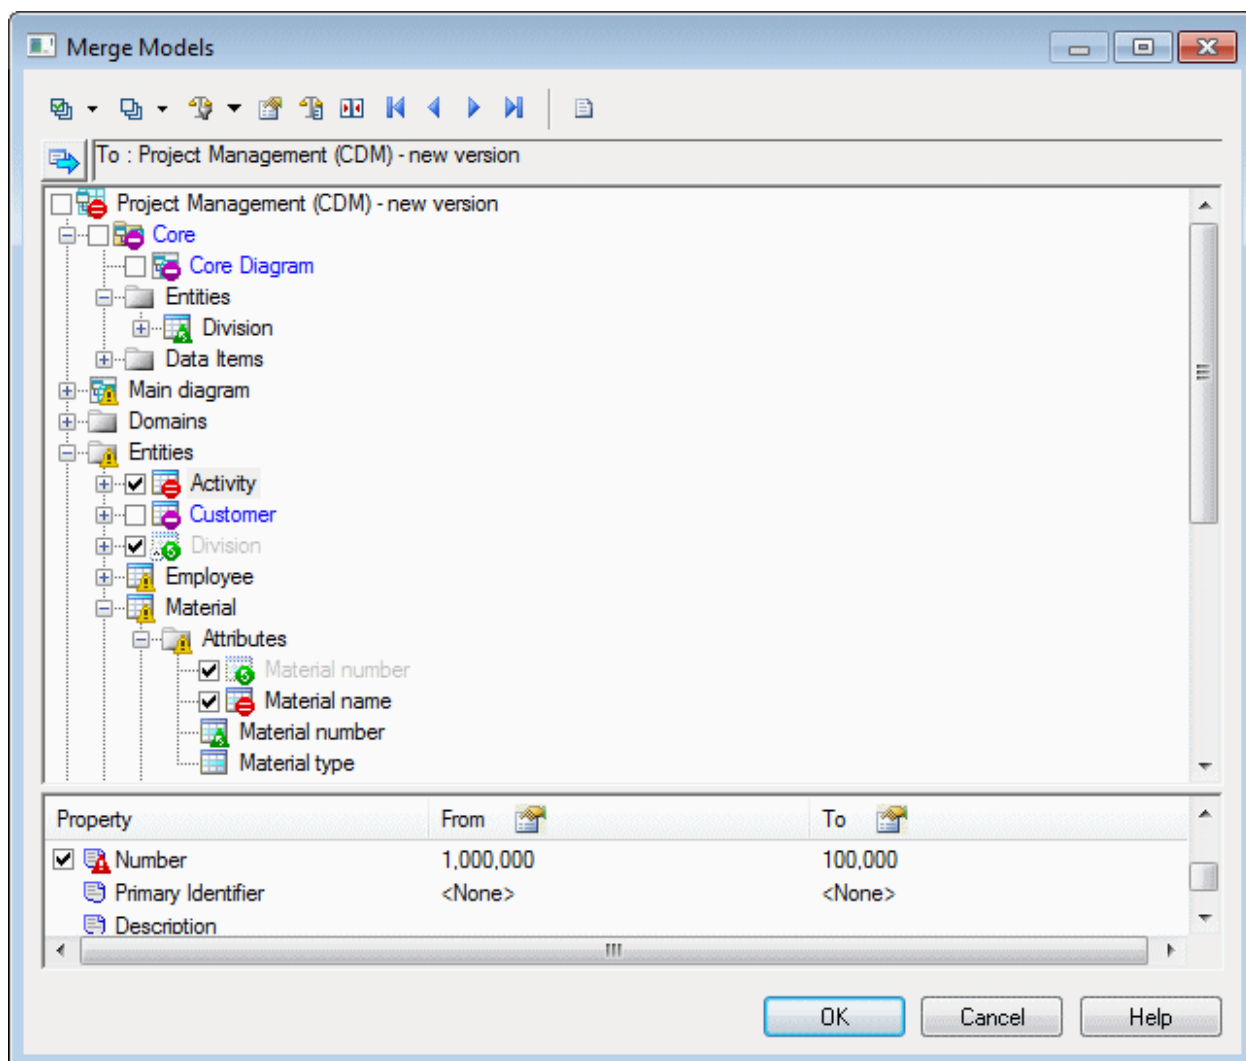 Merge Models
To : Project Management (CDM) - new version
Project Management (CDM) - new version
Core
Core Diagram
Entities
Division
Data Items
Main diagram
Domains
Entities
Activity
Customer
Division
Employee
Material
Attributes
Material number
Material name
Material number
Material type
Property From To
Number 1,000,000 100,000
Primary Identifier <None> <None>
Description
OK Cancel Help